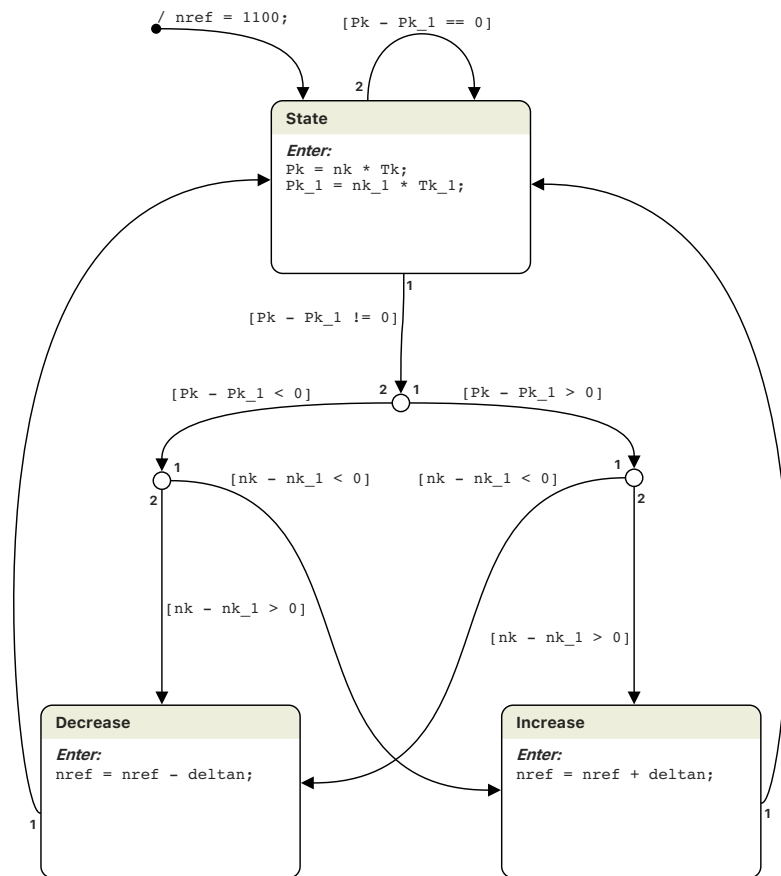 / nref = 1100;
[Pk - Pk_1 == 0]
2
State
Enter:
Pk = nk * Tk;
Pk_1 = nk_1 * Tk_1;
1
[Pk - Pk_1 != 0]
2 1
[Pk - Pk_1 < 0]
[Pk - Pk_1 > 0]
1
2
[nk - nk_1 < 0]
[nk - nk_1 < 0]
1
2
[nk - nk_1 > 0]
[nk - nk_1 > 0]
Decrease
Enter:
nref = nref - deltan;
1
Increase
Enter:
nref = nref + deltan;
1